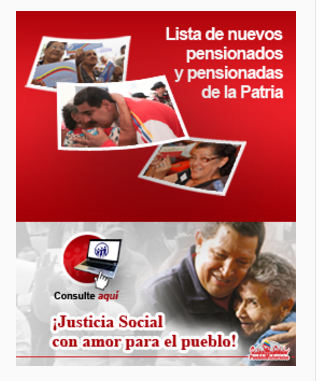 Lista de nuevos
pensionados
y pensionadas
de la Patria
Consulte aquí
¡Justicia Social
con amor para el pueblo!